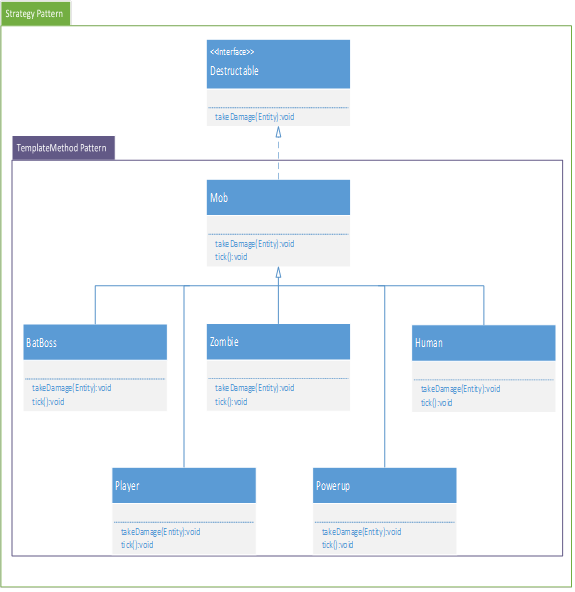 Strategy Pattern
<<Interface>>
Destructable
takeDamage(Entity):void
TemplateMethod Pattern
Mob
takeDamage(Entity):void
tick():void
BatBoss
takeDamage(Entity):void
tick():void
Zombie
takeDamage(Entity):void
tick():void
Human
takeDamage(Entity):void
tick():void
Player
takeDamage(Entity):void
tick():void
Powerup
takeDamage(Entity):void
tick():void